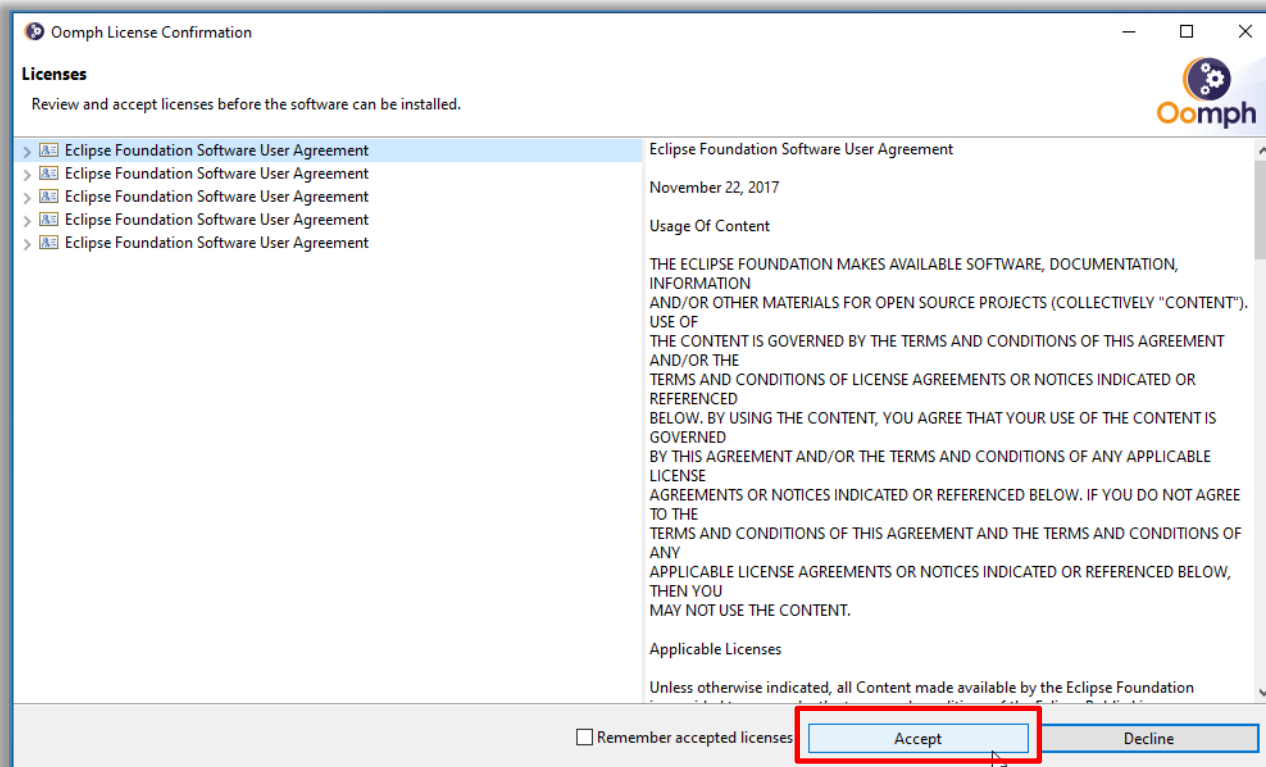 Oomph License Confirmation
Licenses
Review and accept licenses before the software can be installed.
Oomph
Eclipse Foundation Software User Agreement
Eclipse Foundation Software User Agreement
Eclipse Foundation Software User Agreement
Eclipse Foundation Software User Agreement
Eclipse Foundation Software User Agreement
Eclipse Foundation Software User Agreement
November 22, 2017
Usage Of Content
THE ECLIPSE FOUNDATION MAKES AVAILABLE SOFTWARE, DOCUMENTATION,
INFORMATION
AND/OR OTHER MATERIALS FOR OPEN SOURCE PROJECTS (COLLECTIVELY "CONTENT").
USE OF
THE CONTENT IS GOVERNED BY THE TERMS AND CONDITIONS OF THIS AGREEMENT
AND/OR THE
TERMS AND CONDITIONS OF LICENSE AGREEMENTS OR NOTICES INDICATED OR
REFERENCED
BELOW. BY USING THE CONTENT, YOU AGREE THAT YOUR USE OF THE CONTENT IS
GOVERNED
BY THIS AGREEMENT AND/OR THE TERMS AND CONDITIONS OF ANY APPLICABLE
LICENSE
AGREEMENTS OR NOTICES INDICATED OR REFERENCED BELOW. IF YOU DO NOT AGREE
TO THE
TERMS AND CONDITIONS OF THIS AGREEMENT AND THE TERMS AND CONDITIONS OF
ANY
APPLICABLE LICENSE AGREEMENTS OR NOTICES INDICATED OR REFERENCED BELOW,
THEN YOU
MAY NOT USE THE CONTENT.
Applicable Licenses
Unless otherwise indicated, all Content made available by the Eclipse Foundation
Remember accepted licenses
Accept
Decline